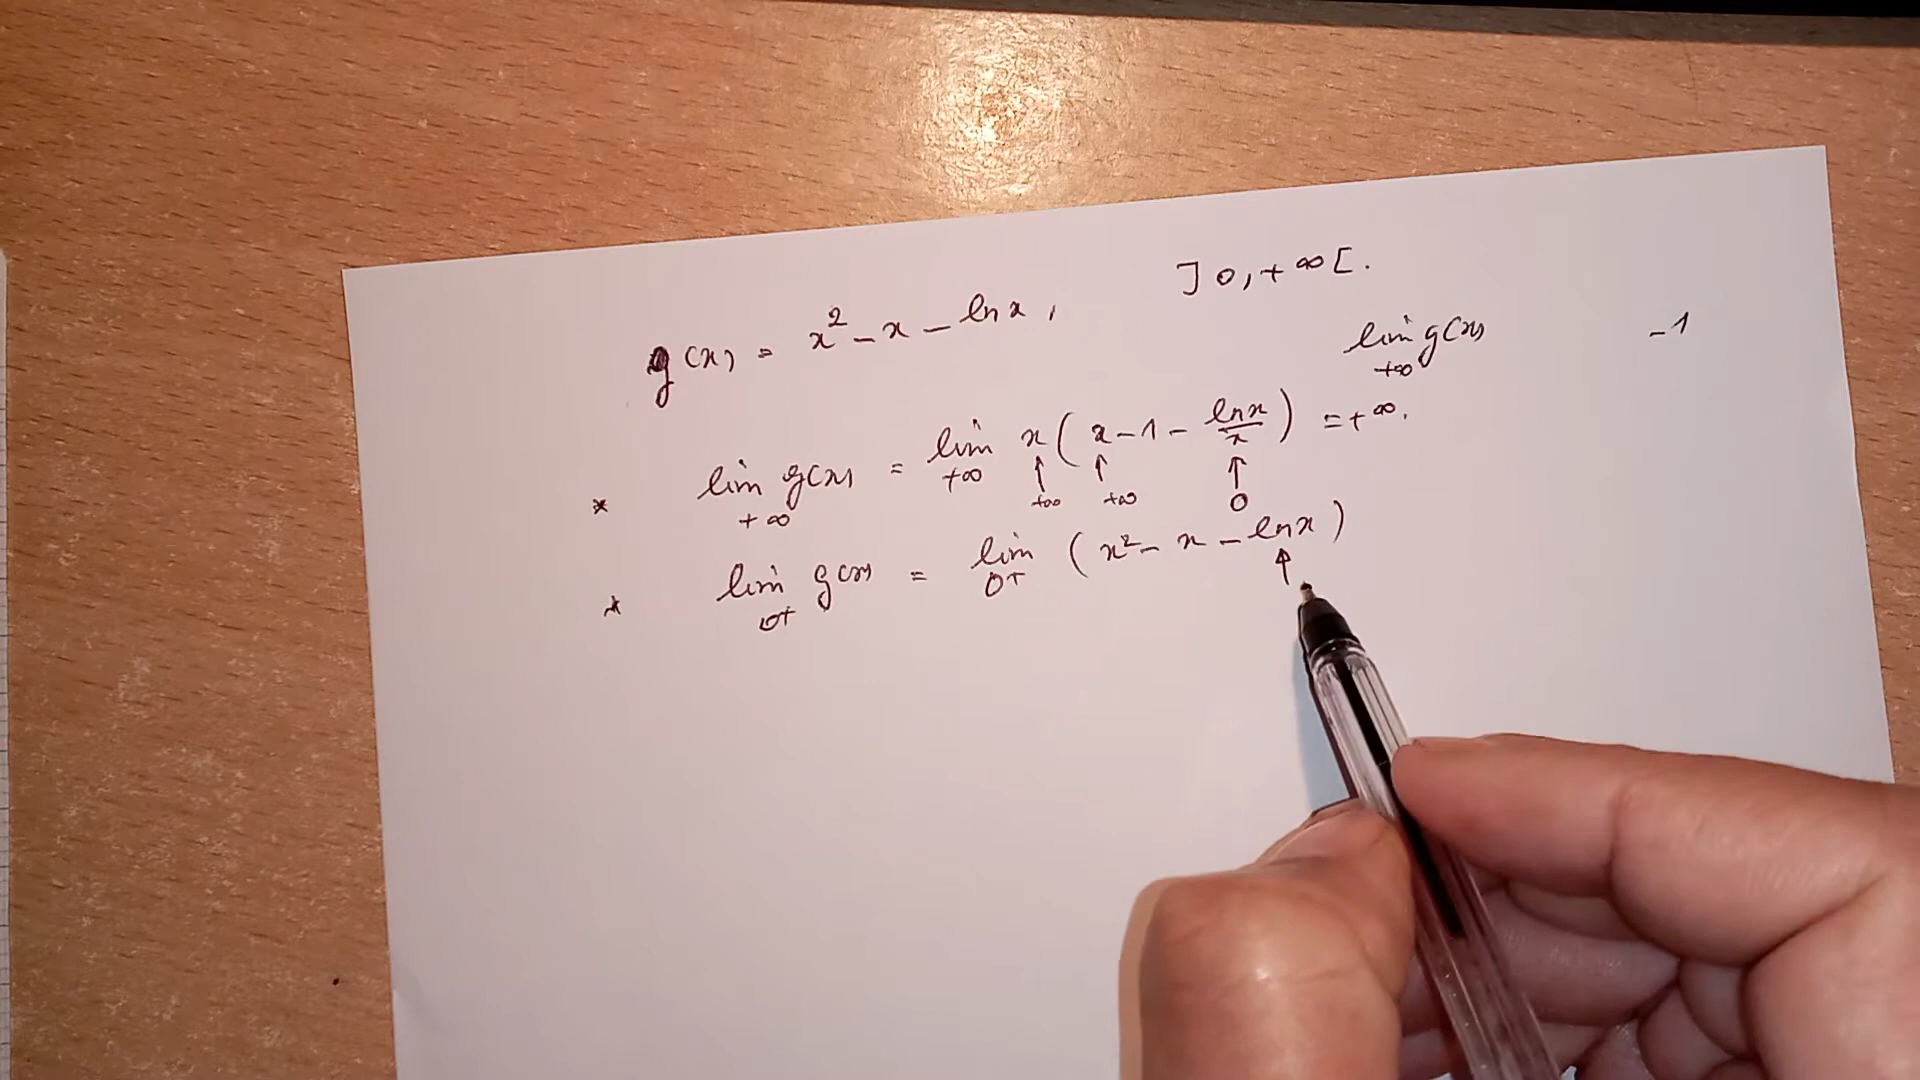 g(x) = x² - x - ln x, ]0, +∞[.
lim g(x) -1
+∞
* lim g(x) = lim x ( x - 1 - ln x / x ) = +∞.
+∞ +∞ ↑ ↑ ↑
+∞ +∞ 0
* lim g(x) = lim ( x² - x - ln x )
0+ 0+ ↑